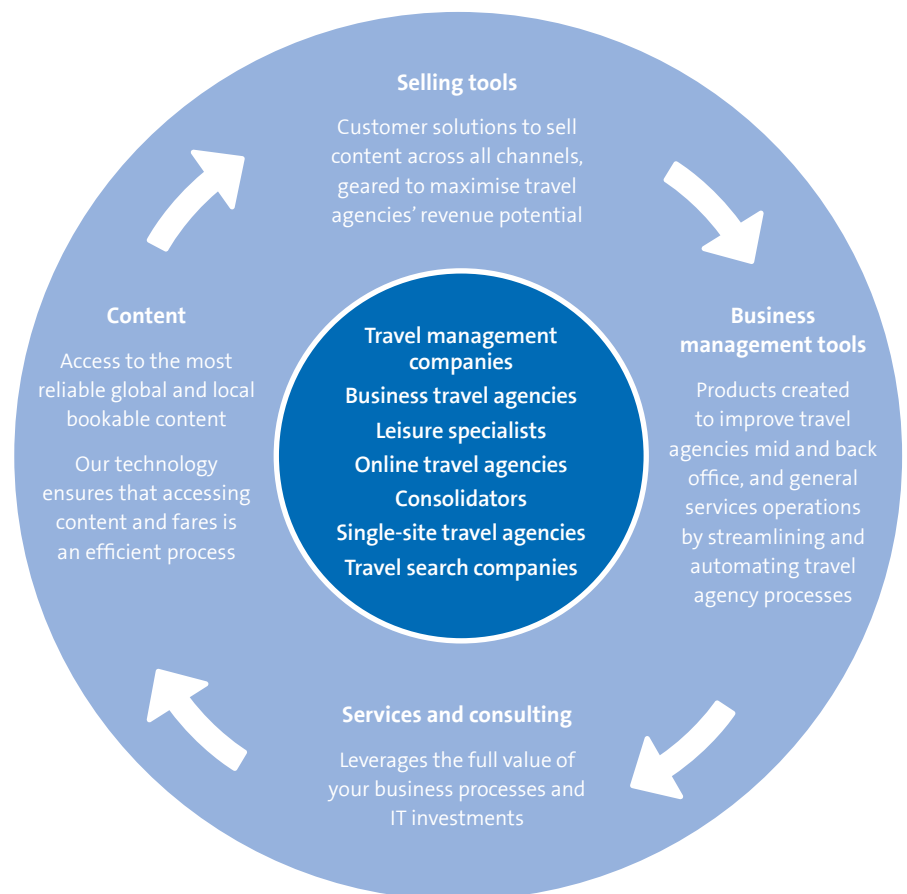 Selling tools
Customer solutions to sell
content across all channels,
geared to maximise travel
agencies’ revenue potential
Content
Access to the most
reliable global and local
bookable content
Our technology
ensures that accessing
content and fares is
an efficient process
Travel management
companies
Business travel agencies
Leisure specialists
Online travel agencies
Consolidators
Single-site travel agencies
Travel search companies
Business
management tools
Products created
to improve travel
agencies mid and back
office, and general
services operations
by streamlining and
automating travel
agency processes
Services and consulting
Leverages the full value of
your business processes and
IT investments